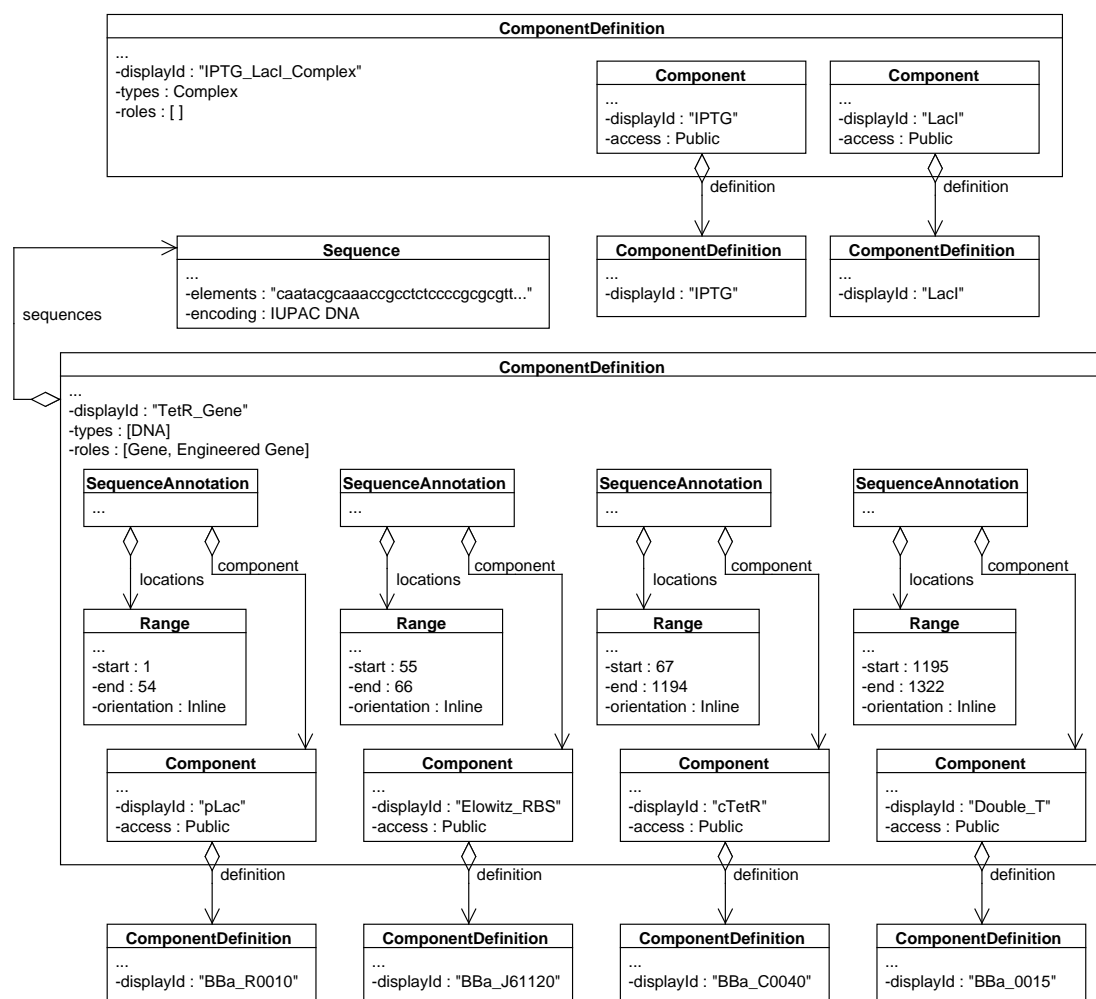 ComponentDefinition
...
-displayId : "IPTG_LacI_Complex"
-types : Complex
-roles : [ ]
Component
...
-displayId : "IPTG"
-access : Public
Component
...
-displayId : "LacI"
-access : Public
definition
definition
Sequence
...
-elements : "caatacgcaaaccgcctctccccgcgcgtt..."
-encoding : IUPAC DNA
ComponentDefinition
...
-displayId : "IPTG"
ComponentDefinition
...
-displayId : "LacI"
sequences
ComponentDefinition
...
-displayId : "TetR_Gene"
-types : [DNA]
-roles : [Gene, Engineered Gene]
SequenceAnnotation
...
SequenceAnnotation
...
SequenceAnnotation
...
SequenceAnnotation
...
locations
component
locations
component
locations
component
locations
component
Range
...
-start : 1
-end : 54
-orientation : Inline
Range
...
-start : 55
-end : 66
-orientation : Inline
Range
...
-start : 67
-end : 1194
-orientation : Inline
Range
...
-start : 1195
-end : 1322
-orientation : Inline
Component
...
-displayId : "pLac"
-access : Public
Component
...
-displayId : "Elowitz_RBS"
-access : Public
Component
...
-displayId : "cTetR"
-access : Public
Component
...
-displayId : "Double_T"
-access : Public
definition
definition
definition
definition
ComponentDefinition
...
-displayId : "BBa_R0010"
ComponentDefinition
...
-displayId : "BBa_J61120"
ComponentDefinition
...
-displayId : "BBa_C0040"
ComponentDefinition
...
-displayId : "BBa_0015"